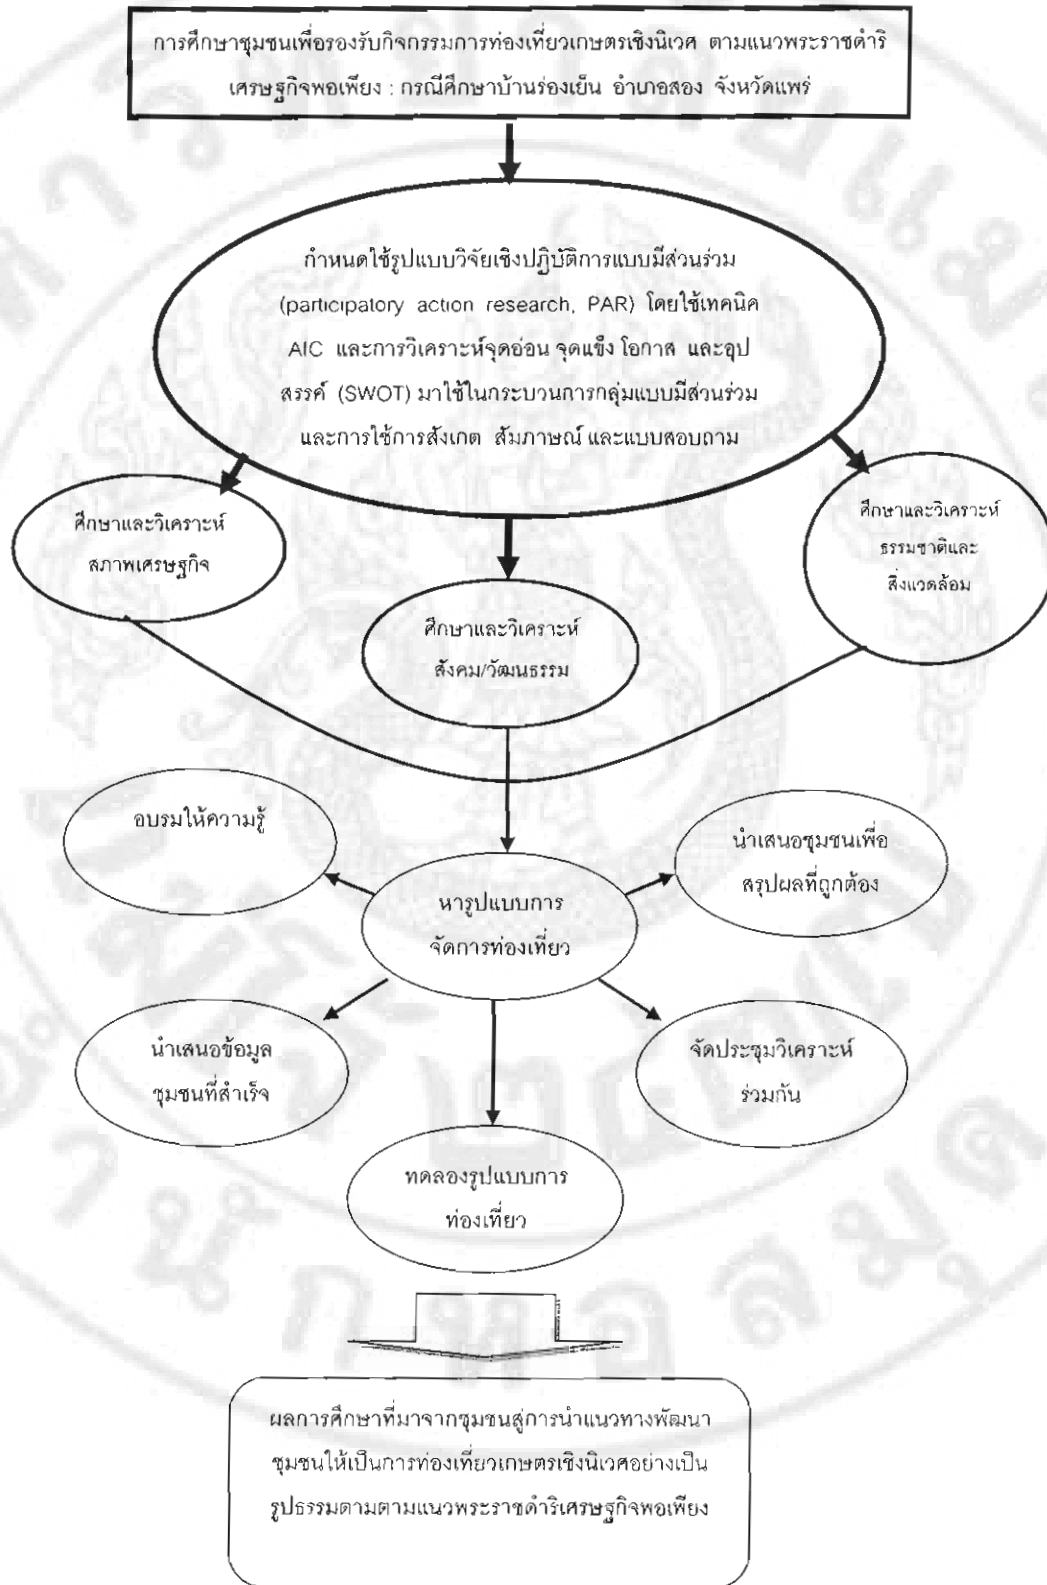 การศึกษาชุมชนเพื่อรองรับกิจกรรมการท่องเที่ยวเกษตรเชิงนิเวศ ตามแนวพระราชดำริ
เศรษฐกิจพอเพียง : กรณีศึกษาบ้านร่องเย็น อำเภอสอง จังหวัดแพร่
กำหนดใช้รูปแบบวิจัยเชิงปฏิบัติการแบบมีส่วนร่วม
(participatory action research, PAR) โดยใช้เทคนิค
AIC และการวิเคราะห์จุดอ่อน จุดแข็ง โอกาส และอุป
สรรค์ (SWOT) มาใช้ในกระบวนการกลุ่มแบบมีส่วนร่วม
และการใช้การสังเกต สัมภาษณ์ และแบบสอบถาม
ศึกษาและวิเคราะห์
สภาพเศรษฐกิจ
ศึกษาและวิเคราะห์
สังคม/วัฒนธรรม
ศึกษาและวิเคราะห์
ธรรมชาติและ
สิ่งแวดล้อม
อบรมให้ความรู้
นำเสนอชุมชนเพื่อ
สรุปผลที่ถูกต้อง
หารูปแบบการ
จัดการท่องเที่ยว
นำเสนอข้อมูล
ชุมชนที่สำเร็จ
จัดประชุมวิเคราะห์
ร่วมกัน
ทดลองรูปแบบการ
ท่องเที่ยว
ผลการศึกษาที่มาจากชุมชนสู่การนำแนวทางพัฒนา
ชุมชนให้เป็นการท่องเที่ยวเกษตรเชิงนิเวศอย่างเป็น
รูปธรรมตามตามแนวพระราชดำริเศรษฐกิจพอเพียง